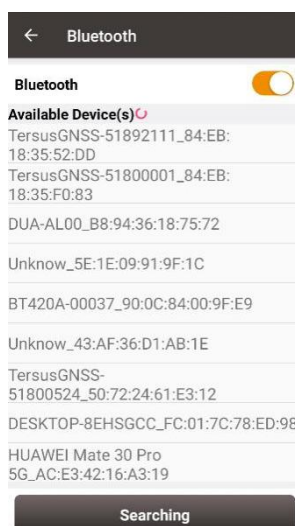 Bluetooth
Bluetooth
Available Device(s)
TersusGNSS-51892111_84:EB:
18:35:52:DD
TersusGNSS-51800001_84:EB:
18:35:F0:83
DUA-AL00_B8:94:36:18:75:72
Unknow_5E:1E:09:91:9F:1C
BT420A-00037_90:0C:84:00:9F:E9
Unknow_43:AF:36:D1:AB:1E
TersusGNSS-
51800524_50:72:24:61:E3:12
DESKTOP-8EHSGCC_FC:01:7C:78:ED:98
HUAWEI Mate 30 Pro
5G_AC:E3:42:16:A3:19
Searching